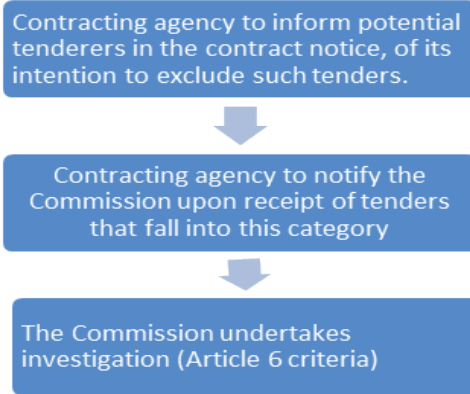 Contracting agency to inform potential
tenderers in the contract notice, of its
intention to exclude such tenders.
Contracting agency to notify the
Commission upon receipt of tenders
that fall into this category
The Commission undertakes
investigation (Article 6 criteria)